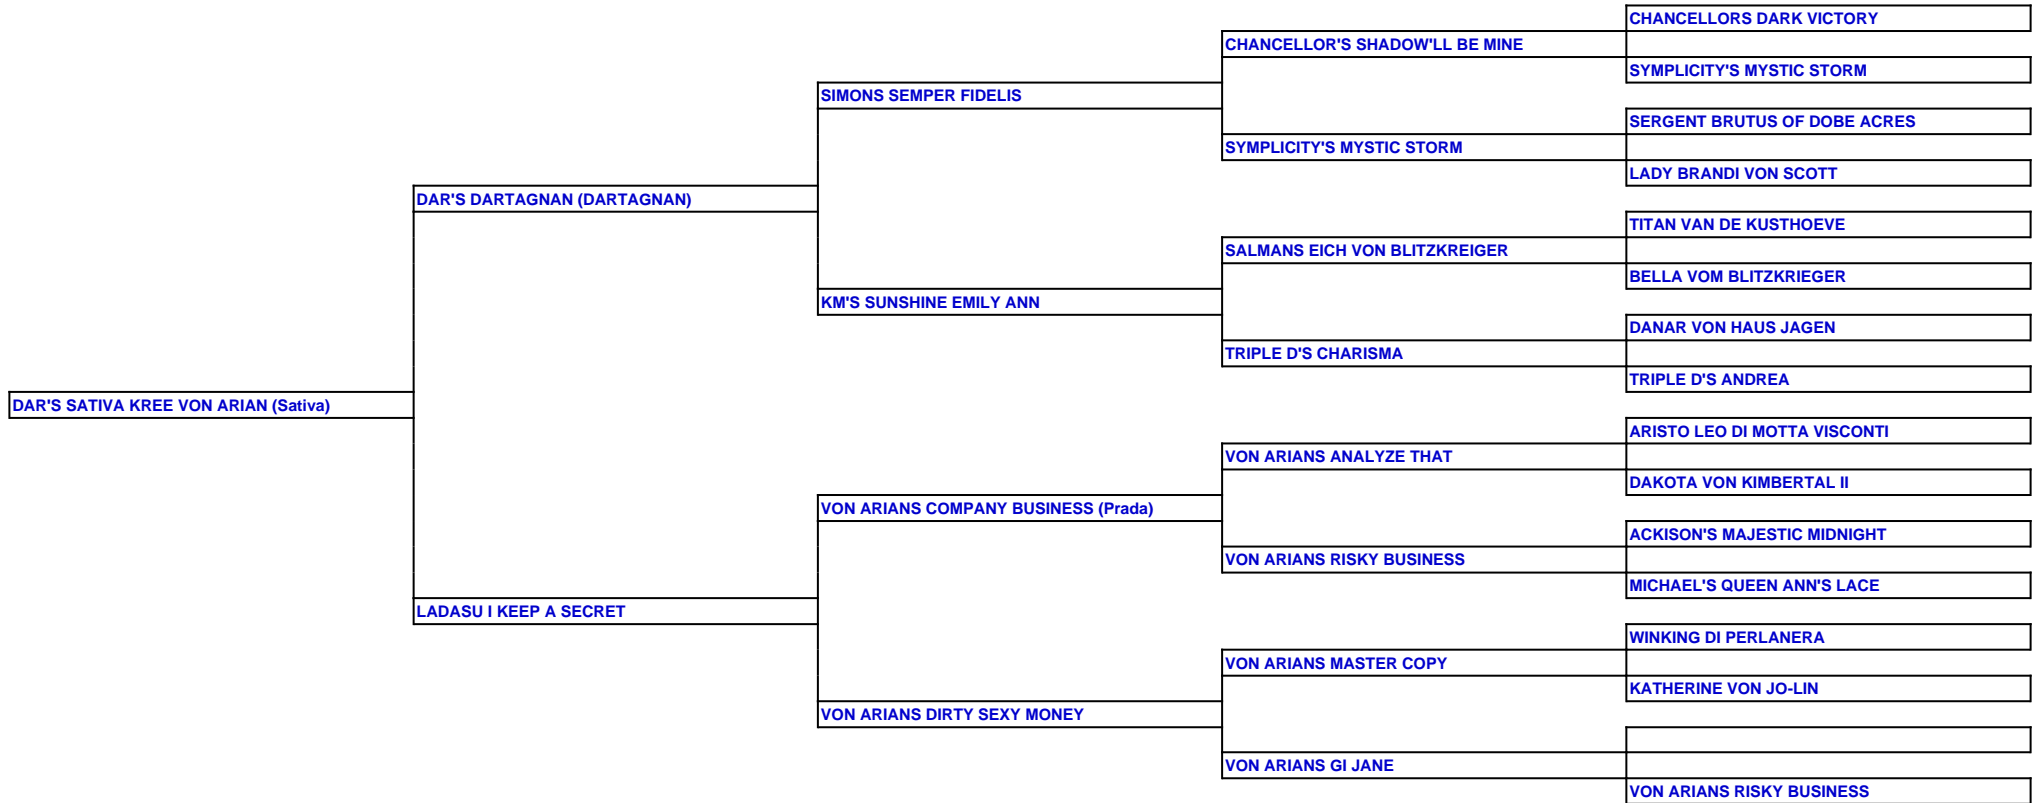 CHANCELLORS DARK VICTORY
CHANCELLOR'S SHADOW'LL BE MINE
SYMPLICITY'S MYSTIC STORM
SIMONS SEMPER FIDELIS
SERGENT BRUTUS OF DOBE ACRES
SYMPLICITY'S MYSTIC STORM
LADY BRANDI VON SCOTT
DAR'S DARTAGNAN (DARTAGNAN)
TITAN VAN DE KUSTHOEVE
SALMANS EICH VON BLITZKREIGER
BELLA VOM BLITZKRIEGER
KM'S SUNSHINE EMILY ANN
DANAR VON HAUS JAGEN
TRIPLE D'S CHARISMA
TRIPLE D'S ANDREA
DAR'S SATIVA KREE VON ARIAN (Sativa)
ARISTO LEO DI MOTTA VISCONTI
VON ARIANS ANALYZE THAT
DAKOTA VON KIMBERTAL II
VON ARIANS COMPANY BUSINESS (Prada)
ACKISON'S MAJESTIC MIDNIGHT
VON ARIANS RISKY BUSINESS
MICHAEL'S QUEEN ANN'S LACE
LADASU I KEEP A SECRET
WINKING DI PERLANERA
VON ARIANS MASTER COPY
KATHERINE VON JO-LIN
VON ARIANS DIRTY SEXY MONEY
VON ARIANS GI JANE
VON ARIANS RISKY BUSINESS